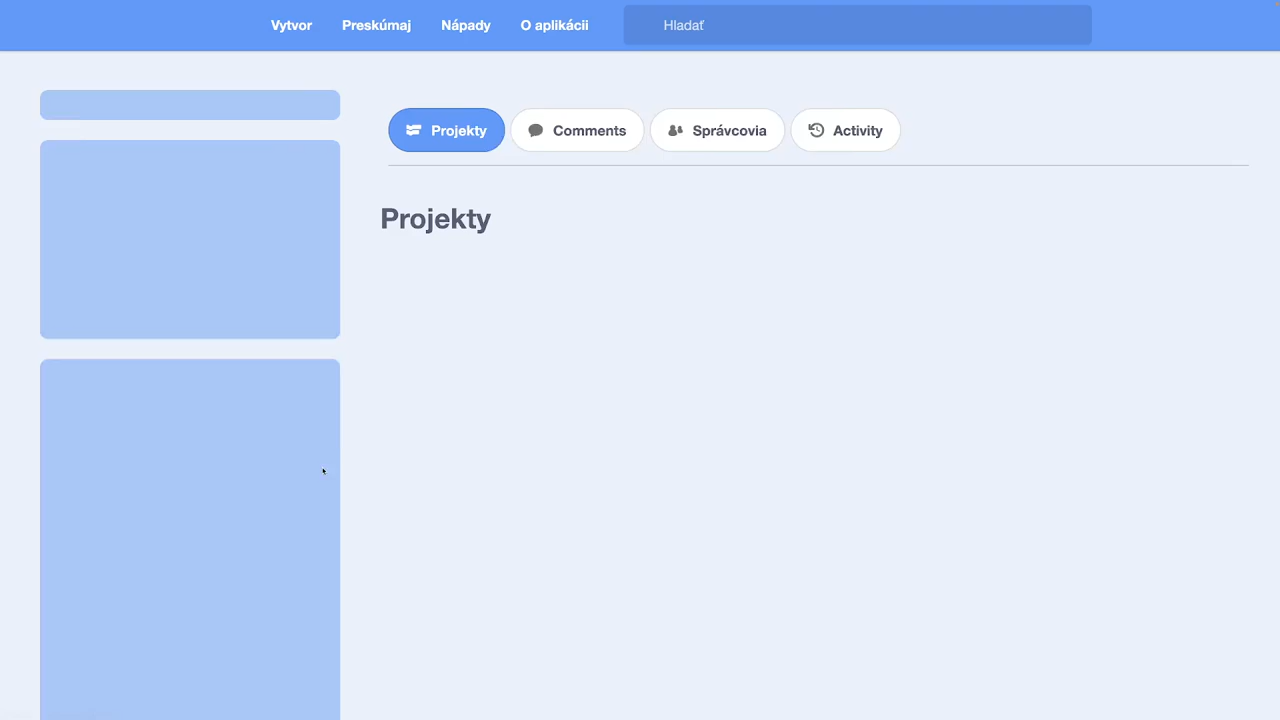 Vytvor Preskúmaj Nápady O aplikácii Hladať
Projekty Comments Správcovia Activity
Projekty